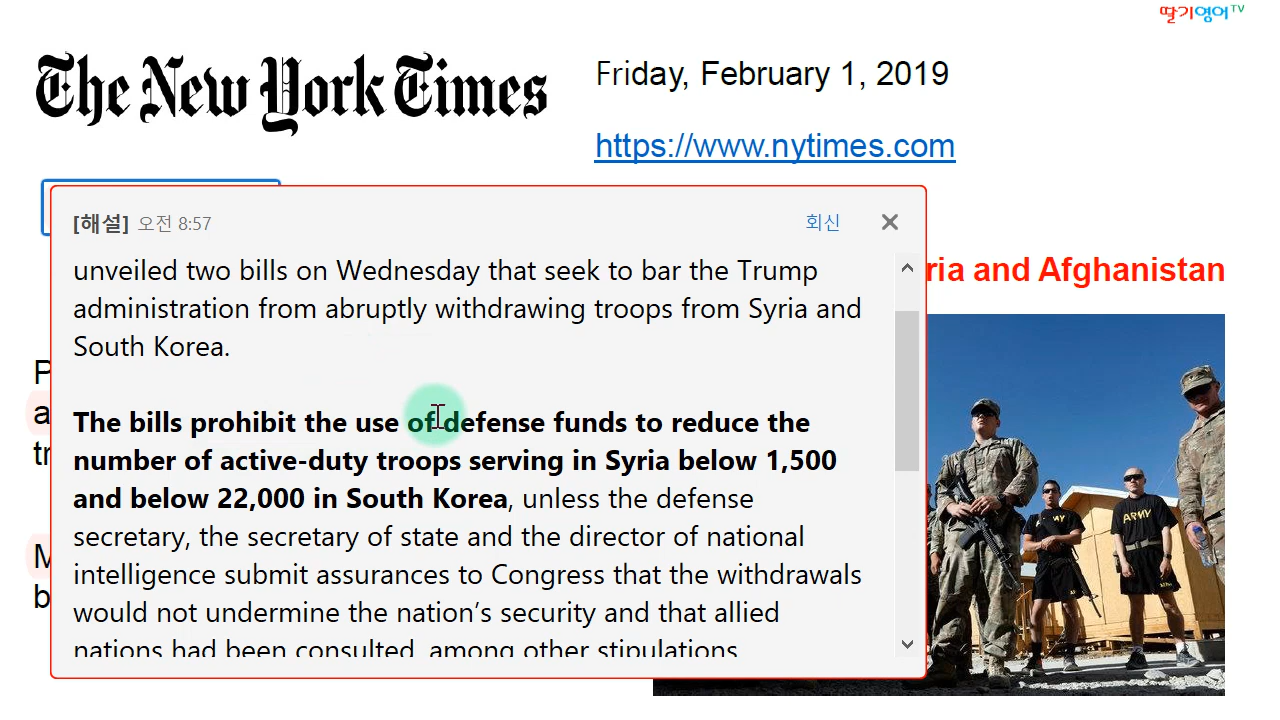 딸기영어TV
The New York Times
Friday, February 1, 2019
https://www.nytimes.com
[해설] 오전 8:57 회신
unveiled two bills on Wednesday that seek to bar the Trump
administration from abruptly withdrawing troops from Syria and
South Korea.
The bills prohibit the use of defense funds to reduce the
number of active-duty troops serving in Syria below 1,500
and below 22,000 in South Korea, unless the defense
secretary, the secretary of state and the director of national
intelligence submit assurances to Congress that the withdrawals
would not undermine the nation's security and that allied
nations had been consulted, among other stipulations
ria and Afghanistan
P
a
tr
M
b
ARMY